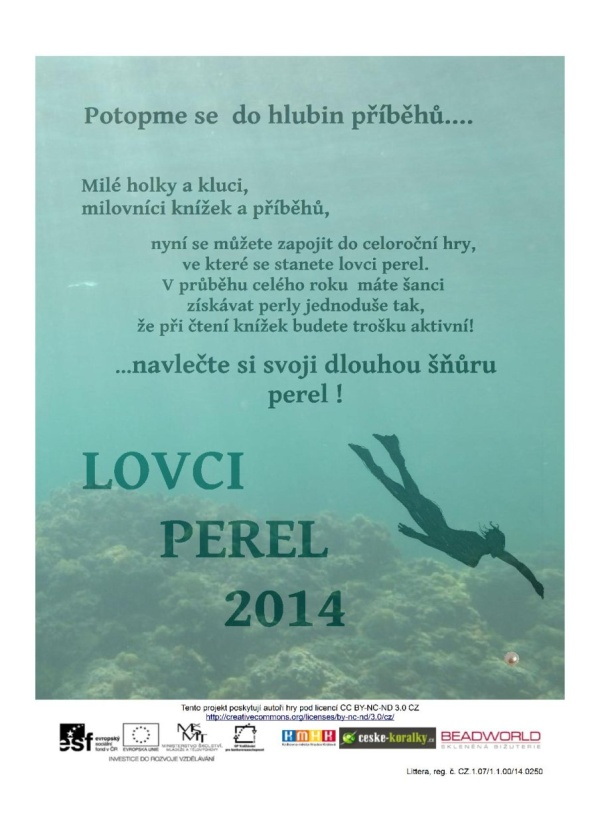 Potopme se do hlubin příběhů....
Milé holky a kluci,
milovníci knížek a příběhů,
nyní se můžete zapojit do celoroční hry,
ve které se stanete lovci perel.
V průběhu celého roku máte šanci
získávat perly jednoduše tak,
že při čtení knížek budete trošku aktivní!
...navlečte si svoji dlouhou šňůru
perel !
LOVCI
PEREL
2014
Tento projekt poskytují autoři hry pod licencí CC BY-NC-ND 3.0 CZ
http://creativecommons.org/licenses/by-nc-nd/3.0/cz/
esf evropský sociální fond v ČR
EVROPSKÁ UNIE
MINISTERSTVO ŠKOLSTVÍ,
MLÁDEŽE A TĚLOVÝCHOVY
KMHK
ceske-koralky.cz
BEADWORLD
SKLENĚNÁ BIŽUTERIE
INVESTICE DO ROZVOJE VZDĚLÁVÁNÍ
Littera, reg. č. CZ.1.07/1.1.00/14.0250